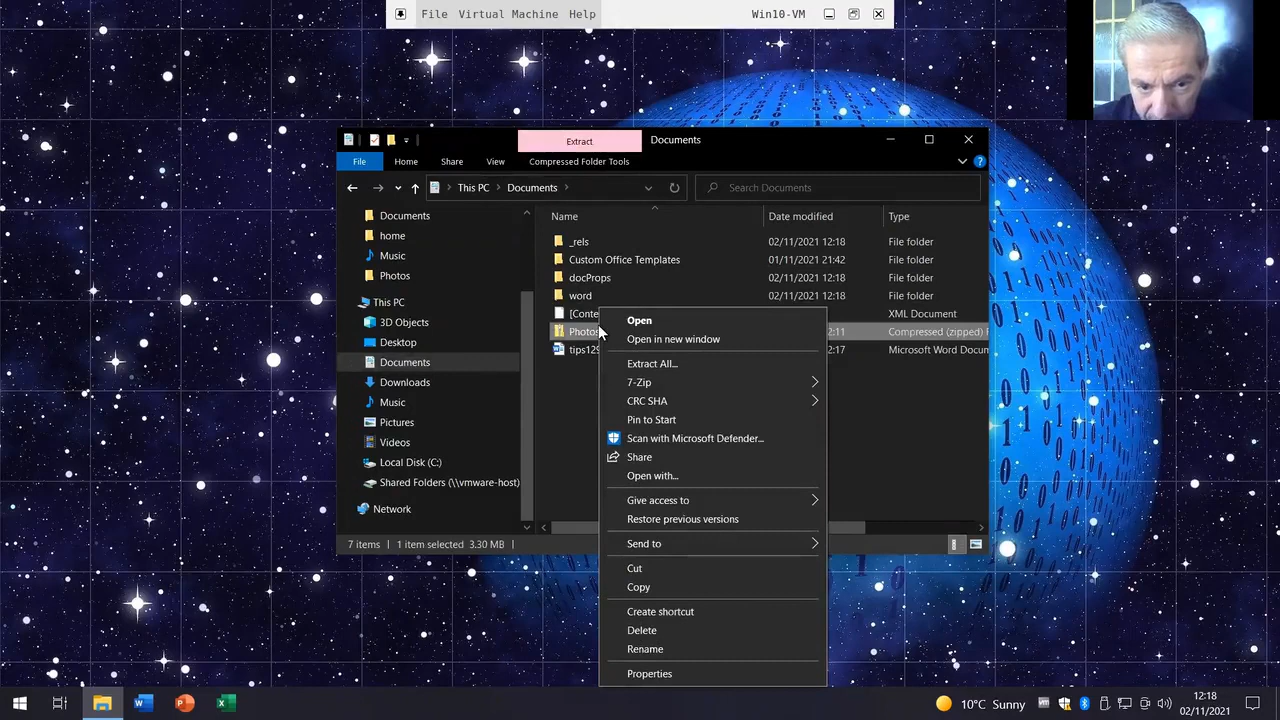 File Virtual Machine Help
Win10-VM
Extract
Documents
File Home Share View Compressed Folder Tools
This PC Documents
Search Documents
Name Date modified Type
Documents
home
Music
Photos
This PC
3D Objects
Desktop
Documents
Downloads
Music
Pictures
Videos
Local Disk (C:)
Shared Folders (\\vmware-host)
Network
_rels 02/11/2021 12:18 File folder
Custom Office Templates 01/11/2021 21:42 File folder
docProps 02/11/2021 12:18 File folder
word 02/11/2021 12:18 File folder
[Conte XML Document
Photos 2:11 Compressed (zipped) F
tips129 2:17 Microsoft Word Docum
Open
Open in new window
Extract All...
7-Zip
CRC SHA
Pin to Start
Scan with Microsoft Defender...
Share
Open with...
Give access to
Restore previous versions
Send to
Cut
Copy
Create shortcut
Delete
Rename
Properties
7 items 1 item selected 3.30 MB
10°C Sunny
12:18
02/11/2021